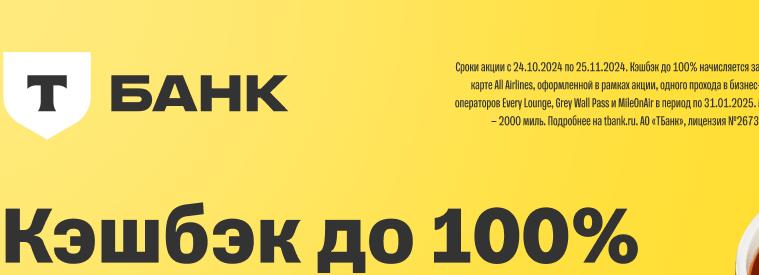 Т БАНК
Сроки акции с 24.10.2024 по 25.11.2024. Кэшбэк до 100% начисляется за
карте All Airlines, оформленной в рамках акции, одного прохода в бизнес-
операторов Every Lounge, Grey Wall Pass и MileOnAir в период по 31.01.2025.
– 2000 миль. Подробнее на tbank.ru. АО «ТБанк», лицензия №2673
Кэшбэк до 100%